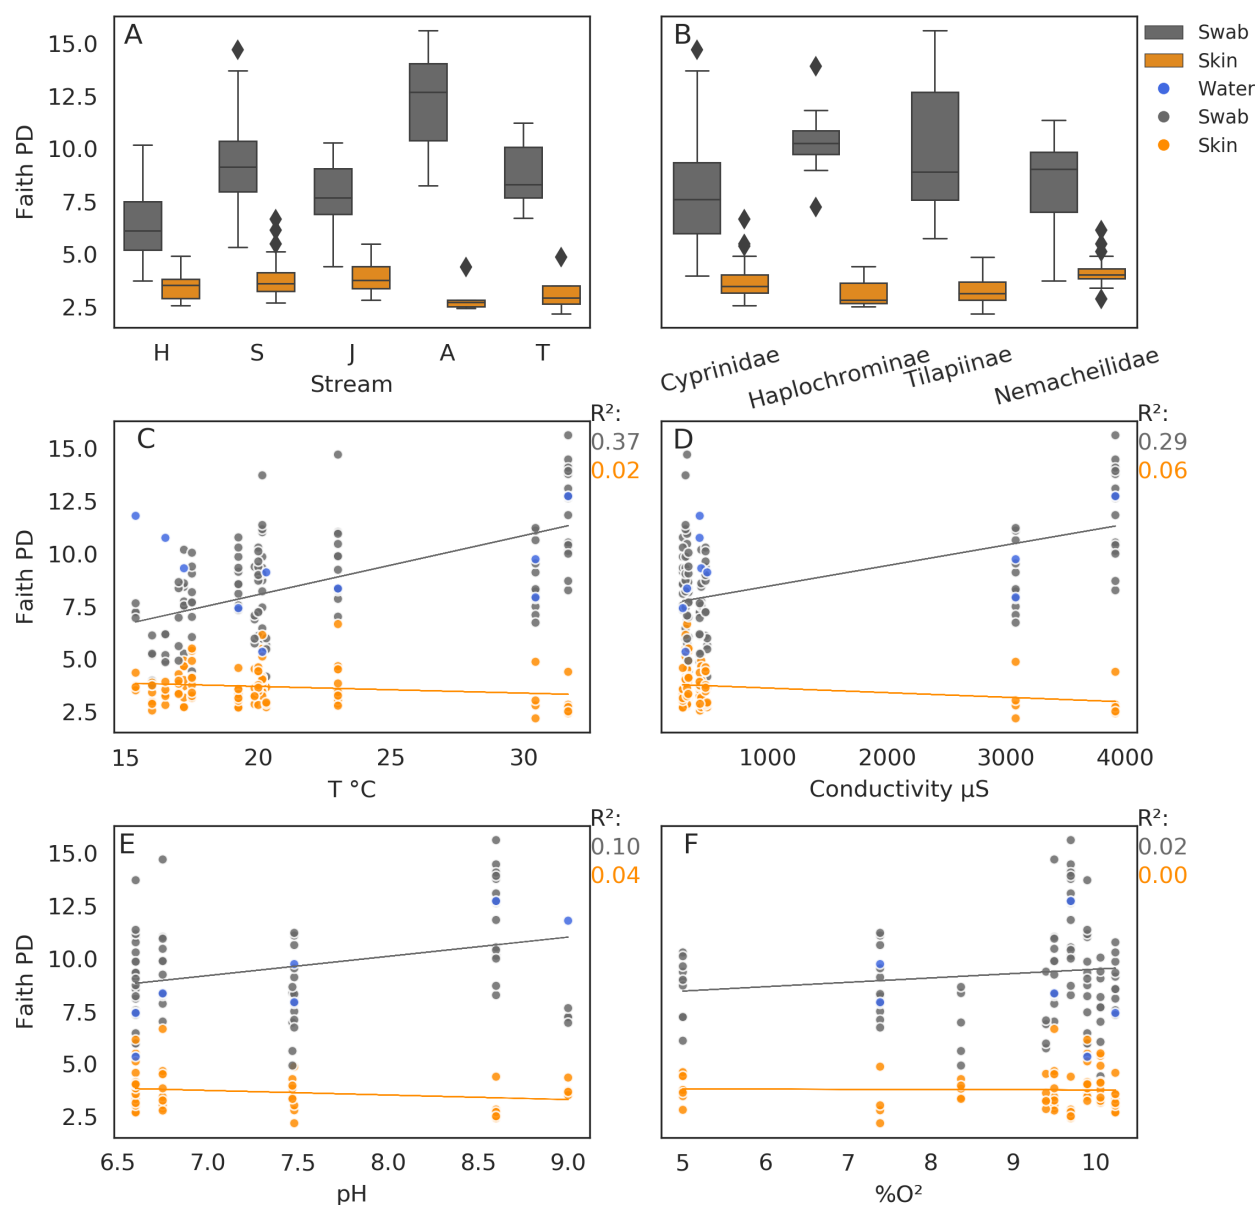 A
B
Swab
Skin
Water
Swab
Skin
15.0
12.5
10.0
7.5
5.0
2.5
Faith PD
H S J A T
Stream
Cyprinidae
Haplochrominae
Tilapiinae
Nemacheilidae
C
R²:
0.37
0.02
D
R²:
0.29
0.06
15.0
12.5
10.0
7.5
5.0
2.5
Faith PD
15 20 25 30
T °C
1000 2000 3000 4000
Conductivity µS
E
R²:
0.10
0.04
F
R²:
0.02
0.00
15.0
12.5
10.0
7.5
5.0
2.5
Faith PD
6.5 7.0 7.5 8.0 8.5 9.0
pH
5 6 7 8 9 10
%O²